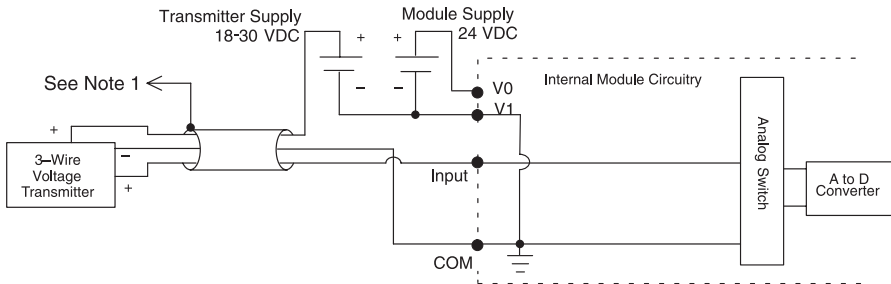 Transmitter Supply
18-30 VDC
Module Supply
24 VDC
+
+
–
–
See Note 1
Internal Module Circuitry
V0
V1
+
–
+
3–Wire
Voltage
Transmitter
Input
COM
Analog Switch
A to D
Converter